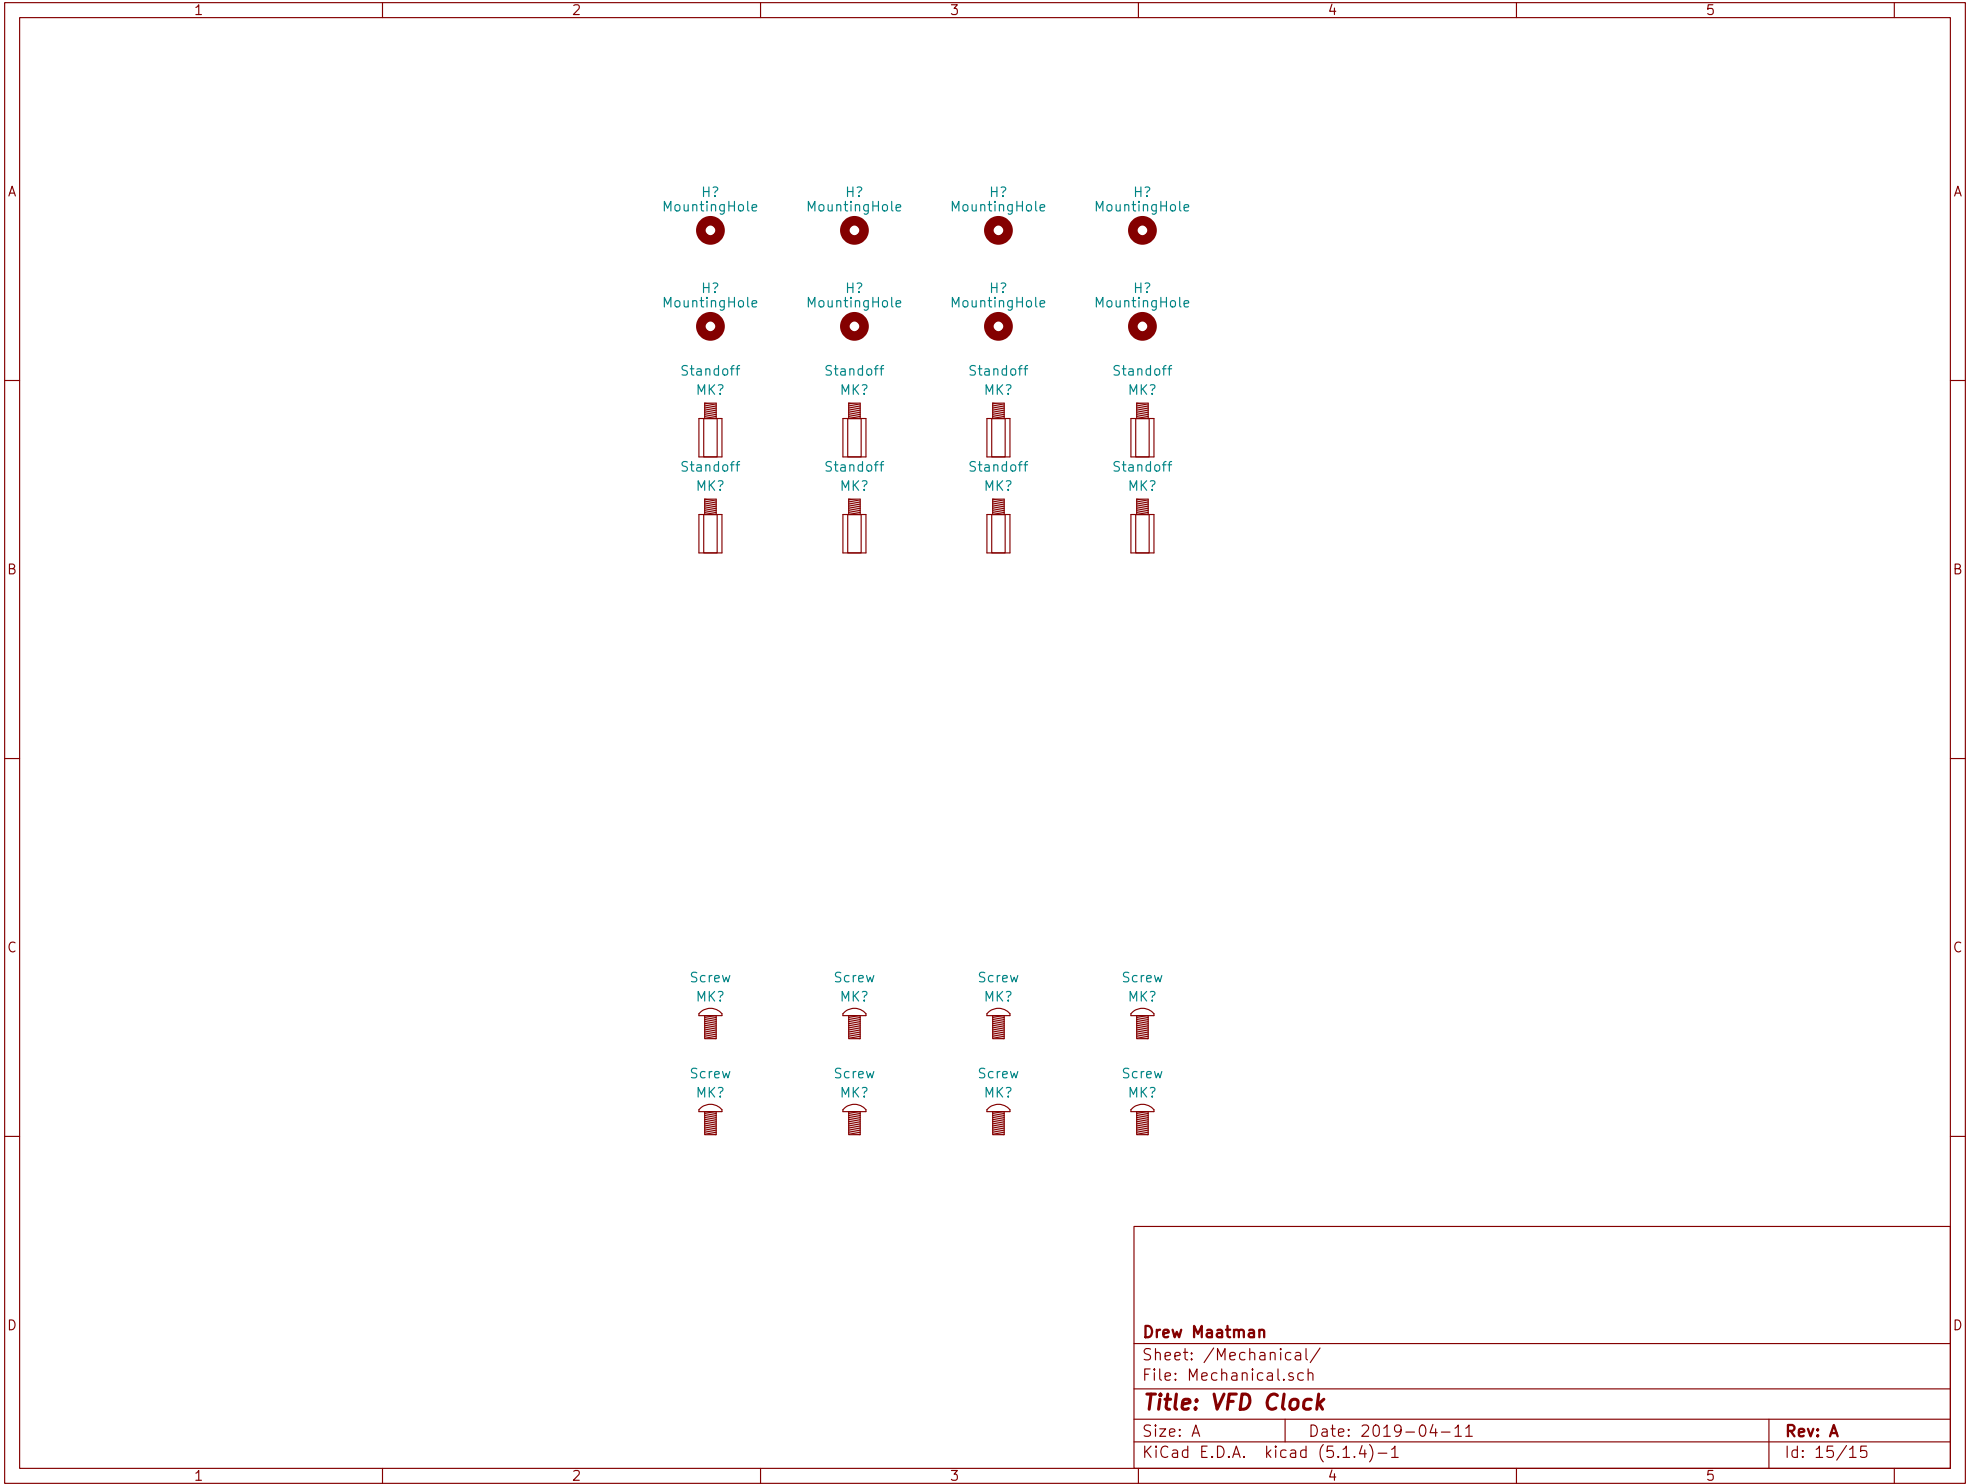 1 2 3 4 5
A A
H? H? H? H?
MountingHole MountingHole MountingHole MountingHole
H? H? H? H?
MountingHole MountingHole MountingHole MountingHole
Standoff Standoff Standoff Standoff
MK? MK? MK? MK?
Standoff Standoff Standoff Standoff
MK? MK? MK? MK?
B B
C C
Screw Screw Screw Screw
MK? MK? MK? MK?
Screw Screw Screw Screw
MK? MK? MK? MK?
D D
Drew Maatman
Sheet: /Mechanical/
File: Mechanical.sch
Title: VFD Clock
Size: A Date: 2019-04-11 Rev: A
KiCad E.D.A. kicad (5.1.4)-1 Id: 15/15
1 2 3 4 5